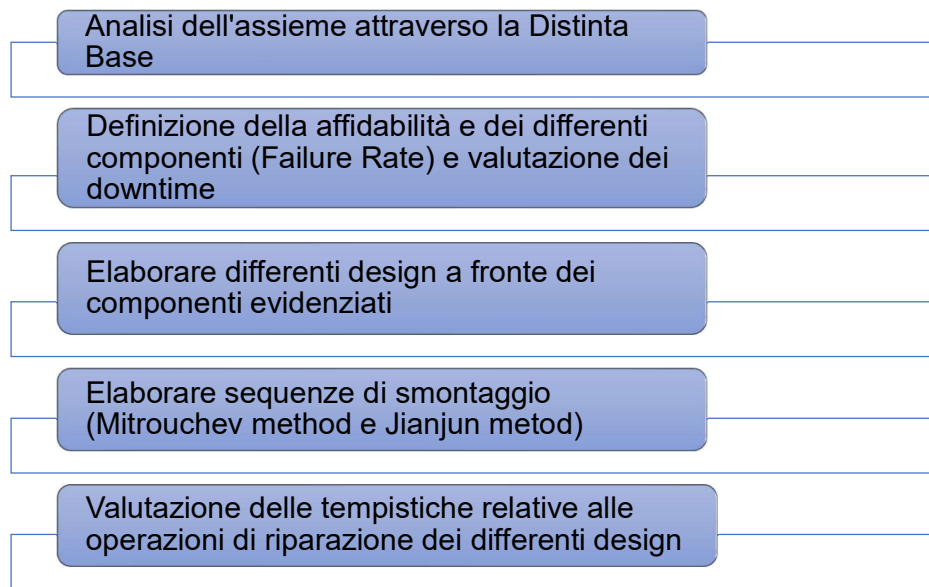 Analisi dell'assieme attraverso la Distinta
Base
Definizione della affidabilità e dei differenti
componenti (Failure Rate) e valutazione dei
downtime
Elaborare differenti design a fronte dei
componenti evidenziati
Elaborare sequenze di smontaggio
(Mitrouchev method e Jianjun metod)
Valutazione delle tempistiche relative alle
operazioni di riparazione dei differenti design